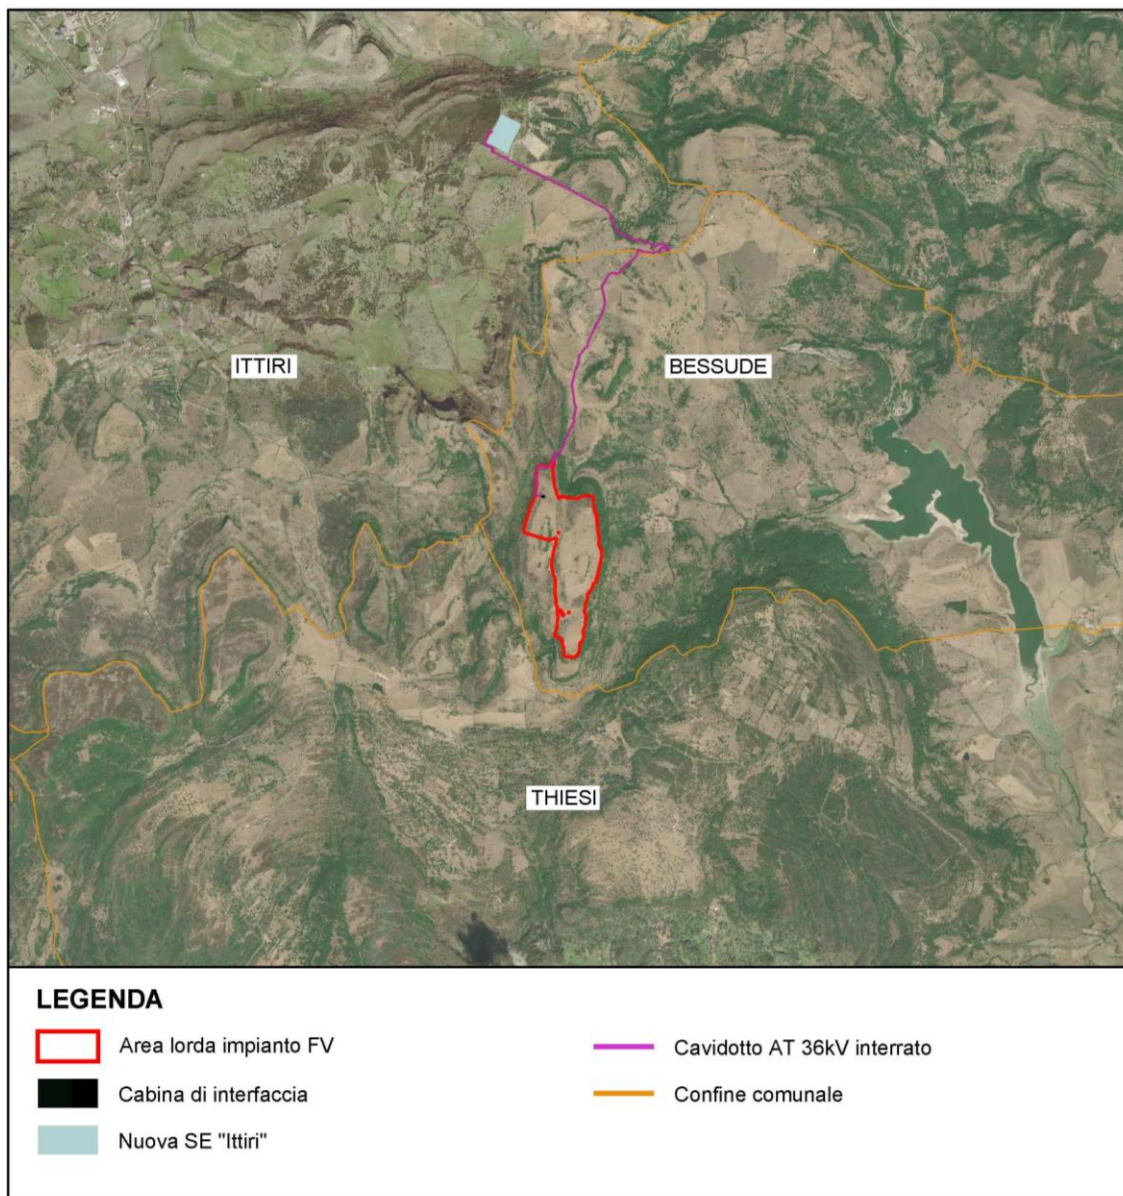 ITTIRI
BESSUDE
THIESI
LEGENDA
Area lorda impianto FV
Cabina di interfaccia
Nuova SE "Ittiri"
Cavidotto AT 36kV interrato
Confine comunale